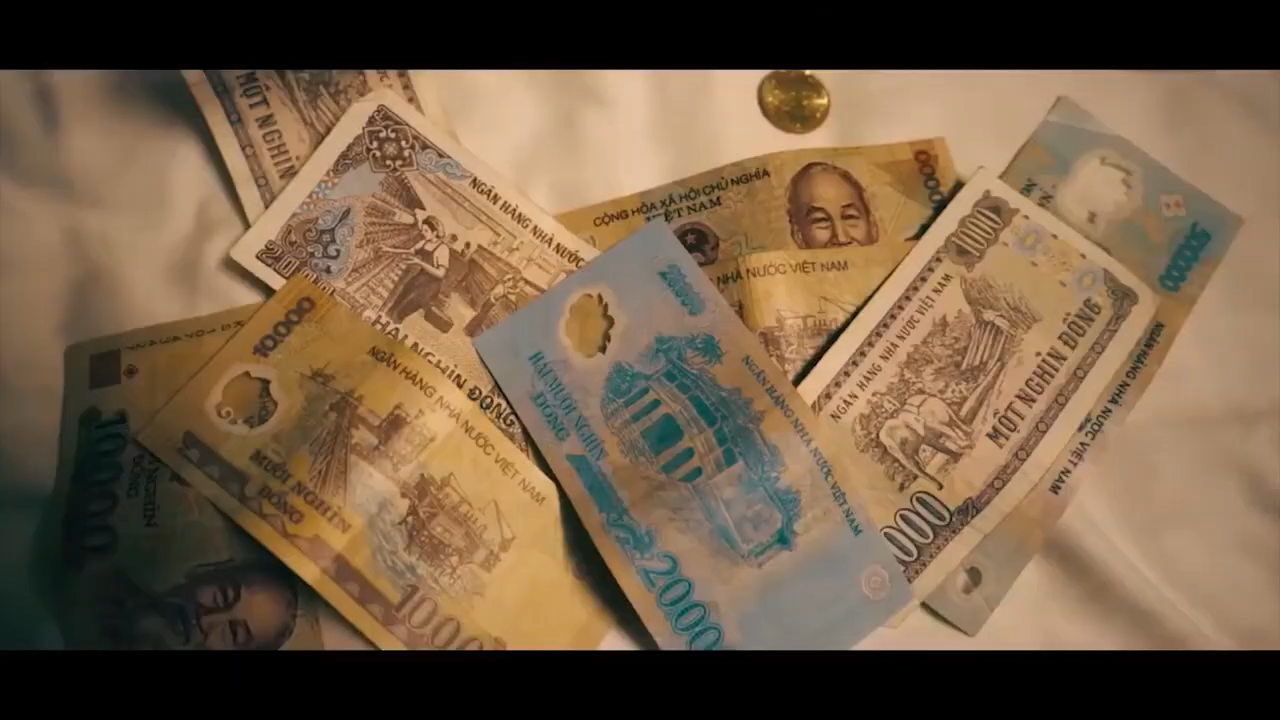 MỘT NGHÌN
NGÂN HÀNG NHÀ NƯỚC
HAI NGHÌN ĐỒNG
CỘNG HÒA XÃ HỘI CHỦ NGHĨA
VIỆT NAM
NHÀ NƯỚC VIỆT NAM
10000
NGÂN HÀNG NHÀ NƯỚC VIỆT NAM
MƯỜI NGHÌN
ĐỒNG
20000
NGÂN HÀNG NHÀ NƯỚC VIỆT NAM
HAI MƯƠI NGHÌN
ĐỒNG
20000
1000
NGÂN HÀNG NHÀ NƯỚC VIỆT NAM
MỘT NGHÌN ĐỒNG
NGÂN HÀNG NHÀ NƯỚC VIỆT NAM
10000